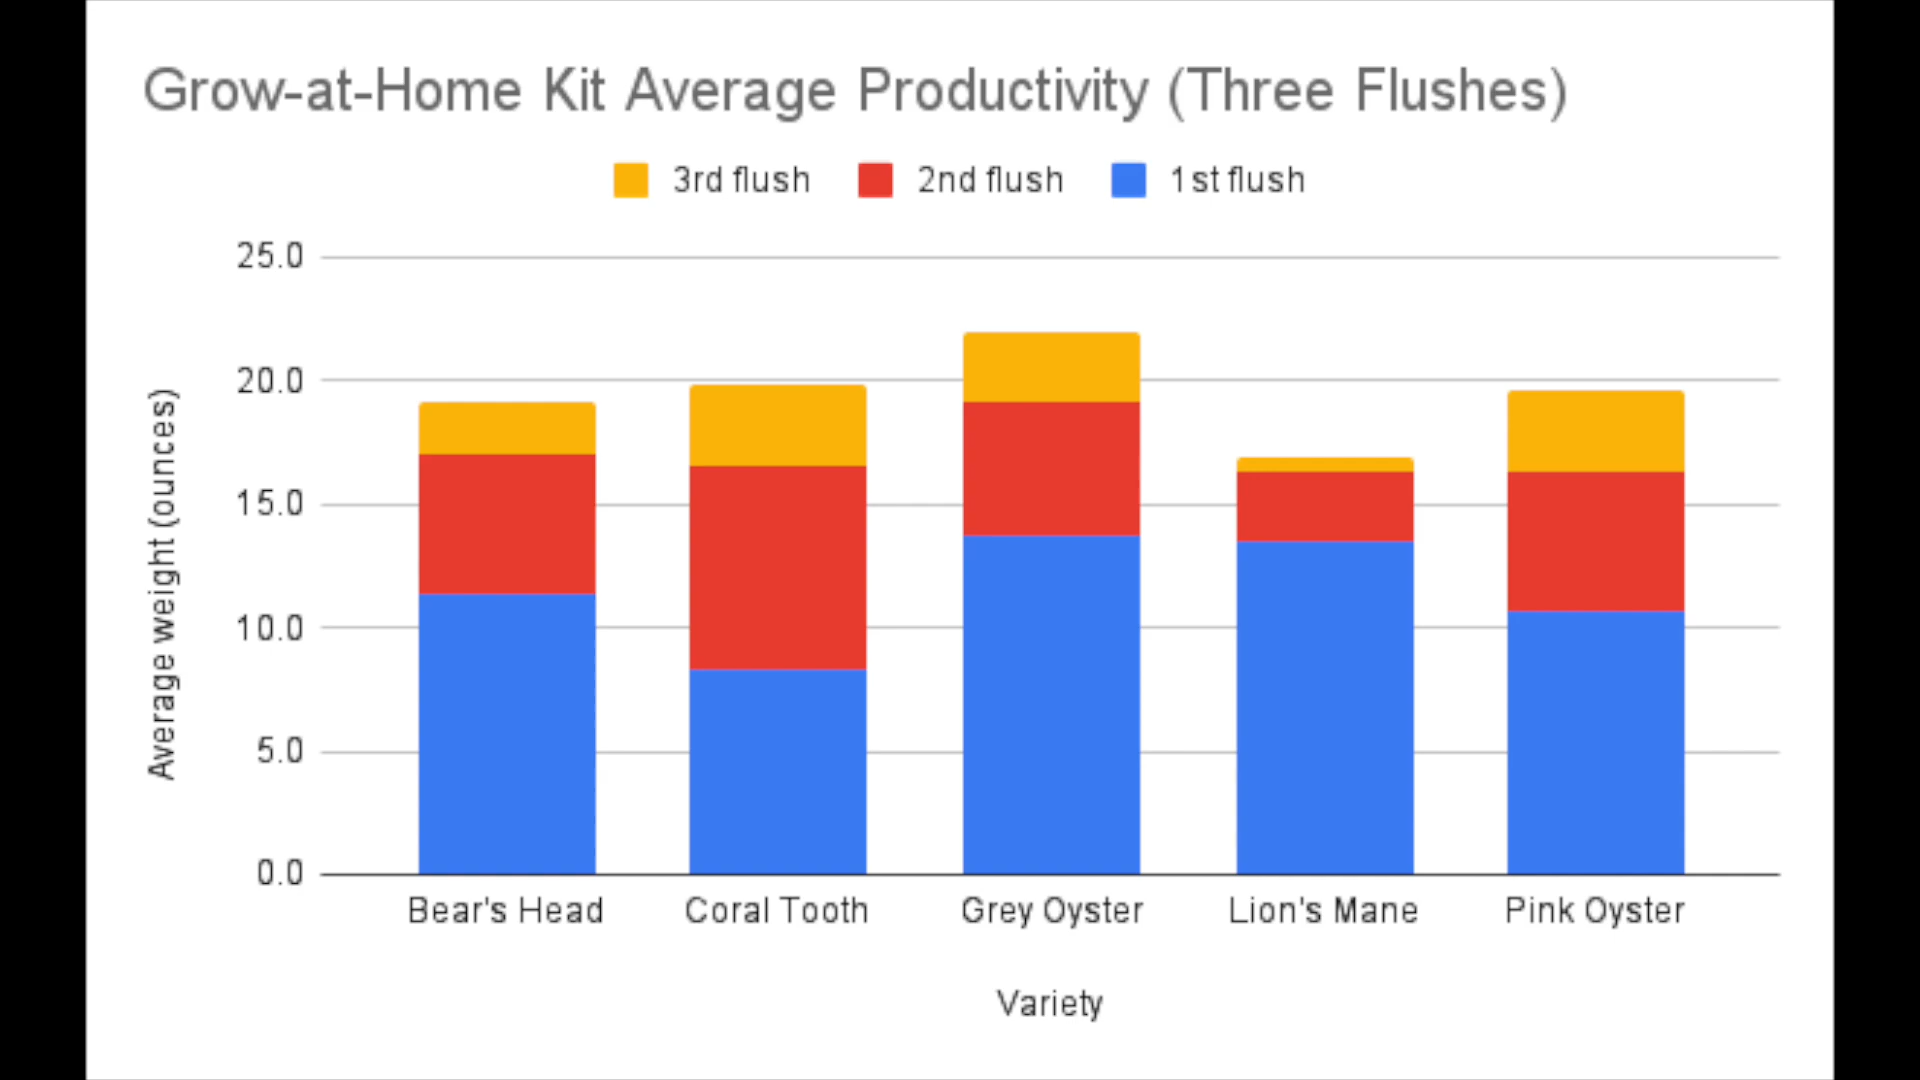 Grow-at-Home Kit Average Productivity (Three Flushes)
3rd flush 2nd flush 1st flush
25.0
20.0
15.0
10.0
5.0
0.0
Average weight (ounces)
Bear's Head Coral Tooth Grey Oyster Lion's Mane Pink Oyster
Variety